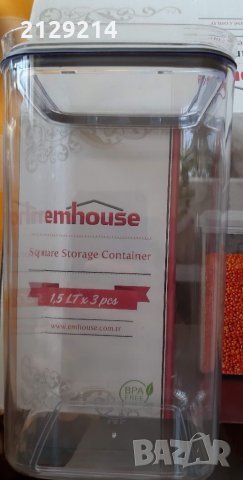 2129214
emhouse
Square Storage Container
1,5 LT x 3 pcs
www.emhouse.com.tr
BPA
FREE
BAZAR